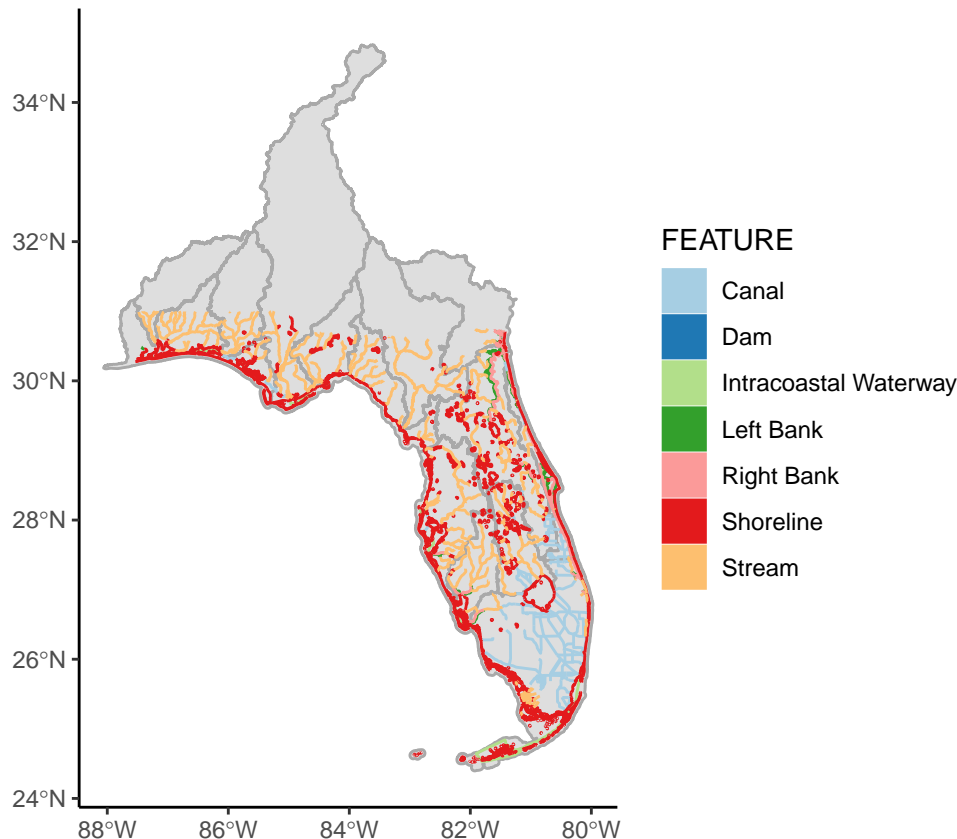 34°N
32°N
30°N
28°N
26°N
24°N
88°W 86°W 84°W 82°W 80°W
FEATURE
Canal
Dam
Intracoastal Waterway
Left Bank
Right Bank
Shoreline
Stream